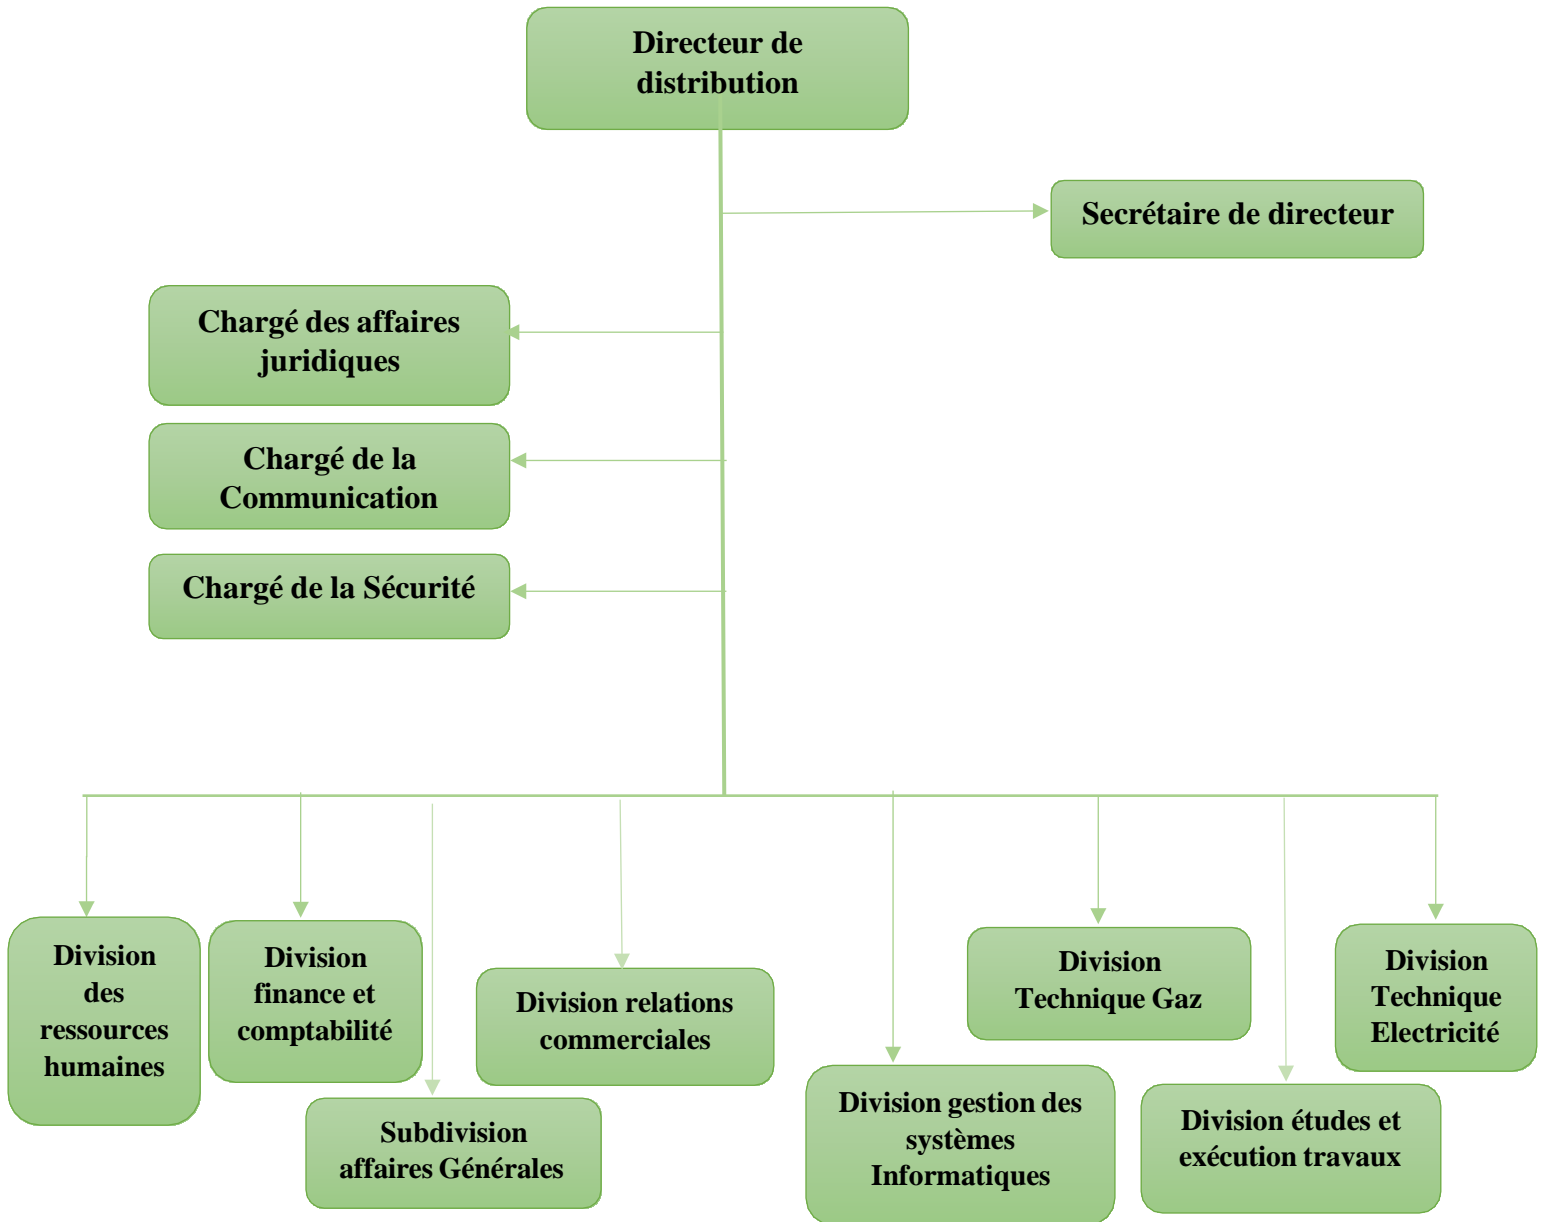 Directeur de
distribution
Secrétaire de directeur
Chargé des affaires
juridiques
Chargé de la
Communication
Chargé de la Sécurité
Division
des
ressources
humaines
Division
finance et
comptabilité
Subdivision
affaires Générales
Division relations
commerciales
Division gestion des
systèmes
Informatiques
Division
Technique Gaz
Division études et
exécution travaux
Division
Technique
Electricité